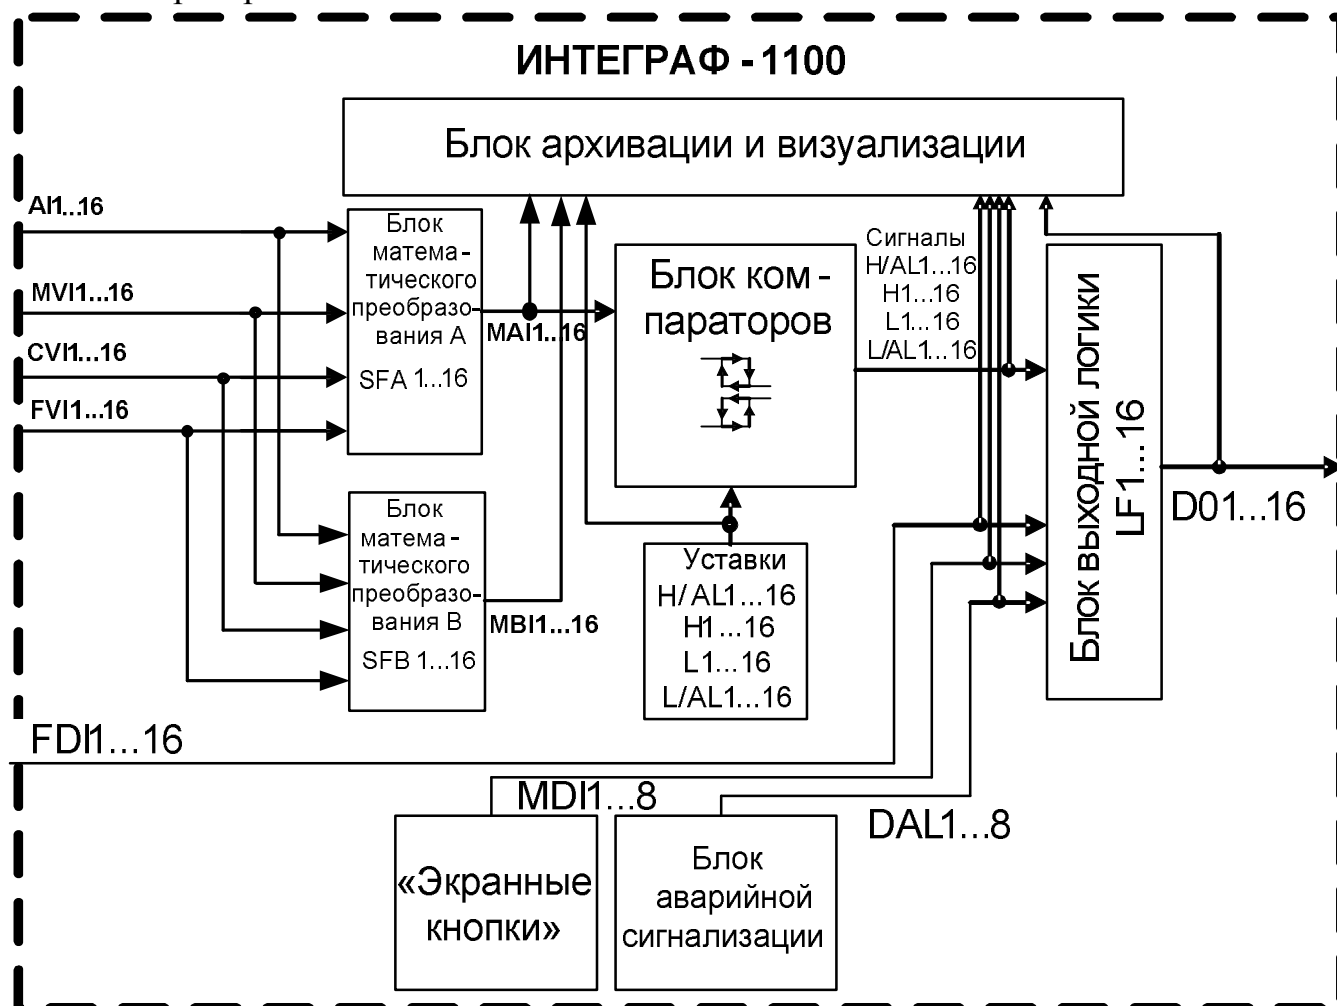 ИНТЕГРАФ - 1100
Блок архивации и визуализации
AI1...16
MVI1...16
CVI1...16
FVI1...16
Блок
матема-
тического
преобразо-
вания А
SFA 1...16
MAI1...16
Блок ком -
параторов
Сигналы
H/AL1...16
H1...16
L1...16
L/AL1...16
Блок выходной логики
LF1...16
D01...16
Блок
матема -
тического
преобразо-
вания В
SFB 1...16
MBI1...16
Уставки
H/ AL1...16
H1...16
L1...16
L/AL1...16
FDI1...16
MDI1...8
DAL1...8
«Экранные
кнопки»
Блок
аварийной
сигнализации